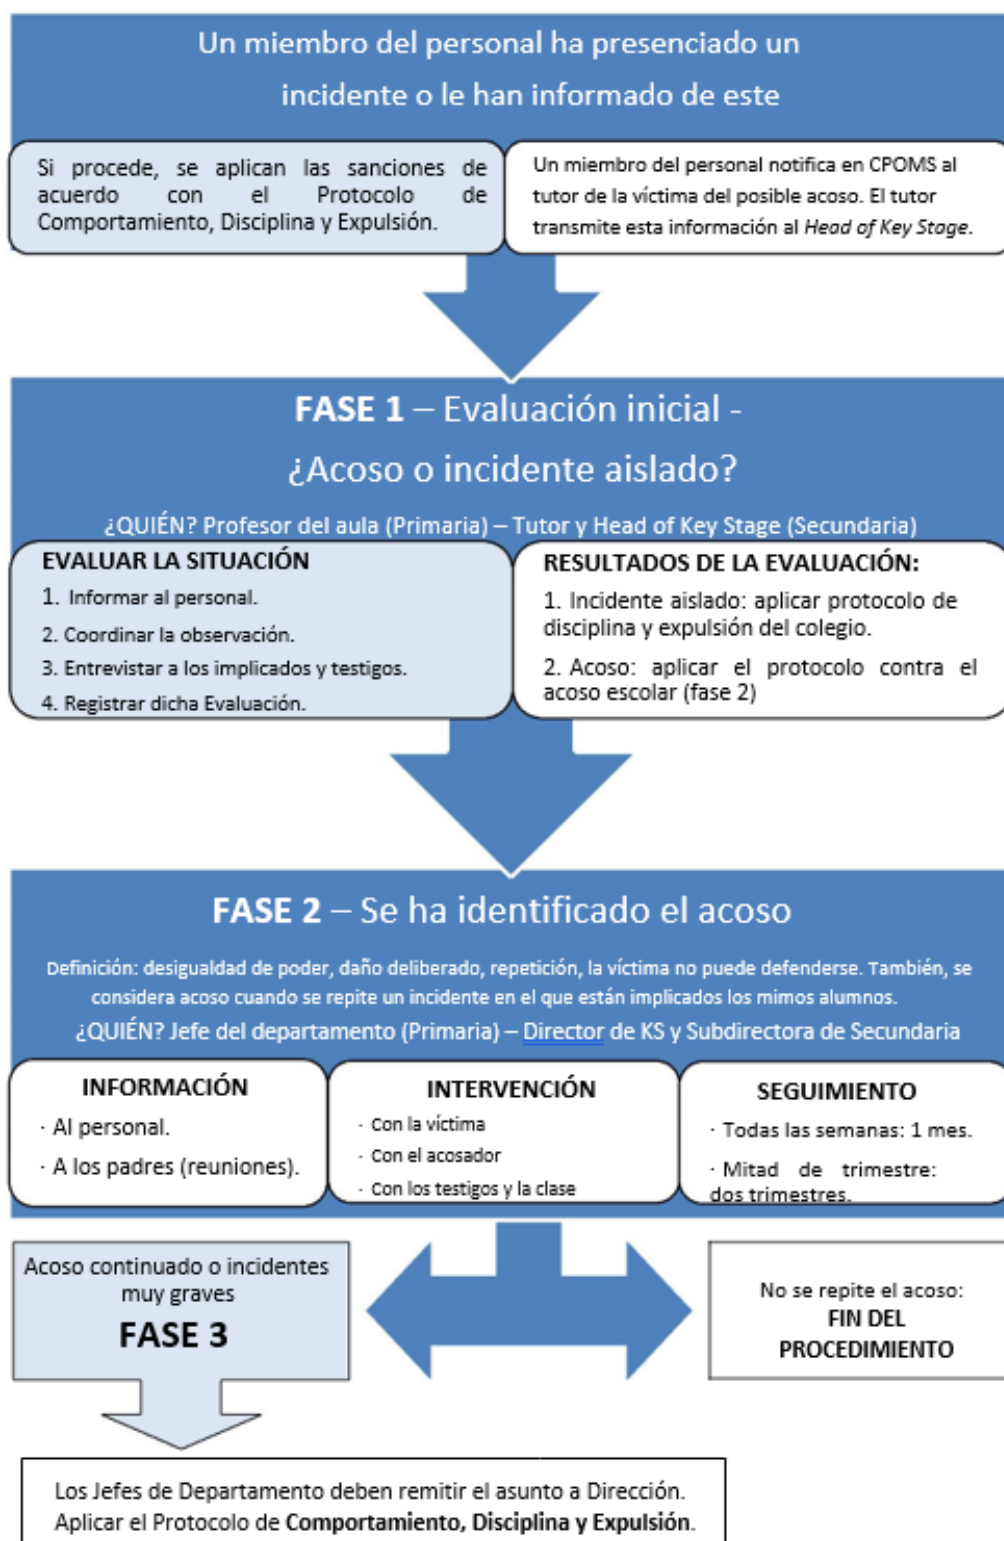 Un miembro del personal ha presenciado un
incidente o le han informado de este
Si procede, se aplican las sanciones de
acuerdo con el Protocolo de
Comportamiento, Disciplina y Expulsión.
Un miembro del personal notifica en CPOMS al
tutor de la víctima del posible acoso. El tutor
transmite esta información al Head of Key Stage.
FASE 1 – Evaluación inicial -
¿Acoso o incidente aislado?
¿QUIÉN? Profesor del aula (Primaria) – Tutor y Head of Key Stage (Secundaria)
EVALUAR LA SITUACIÓN
1. Informar al personal.
2. Coordinar la observación.
3. Entrevistar a los implicados y testigos.
4. Registrar dicha Evaluación.
RESULTADOS DE LA EVALUACIÓN:
1. Incidente aislado: aplicar protocolo de
disciplina y expulsión del colegio.
2. Acoso: aplicar el protocolo contra el
acoso escolar (fase 2)
FASE 2 – Se ha identificado el acoso
Definición: desigualdad de poder, daño deliberado, repetición, la víctima no puede defenderse. También, se
considera acoso cuando se repite un incidente en el que están implicados los mimos alumnos.
¿QUIÉN? Jefe del departamento (Primaria) – Director de KS y Subdirectora de Secundaria
INFORMACIÓN
· Al personal.
· A los padres (reuniones).
INTERVENCIÓN
· Con la víctima
· Con el acosador
· Con los testigos y la clase
SEGUIMIENTO
· Todas las semanas: 1 mes.
· Mitad de trimestre:
dos trimestres.
Acoso continuado o incidentes
muy graves
FASE 3
No se repite el acoso:
FIN DEL
PROCEDIMIENTO
Los Jefes de Departamento deben remitir el asunto a Dirección.
Aplicar el Protocolo de Comportamiento, Disciplina y Expulsión.